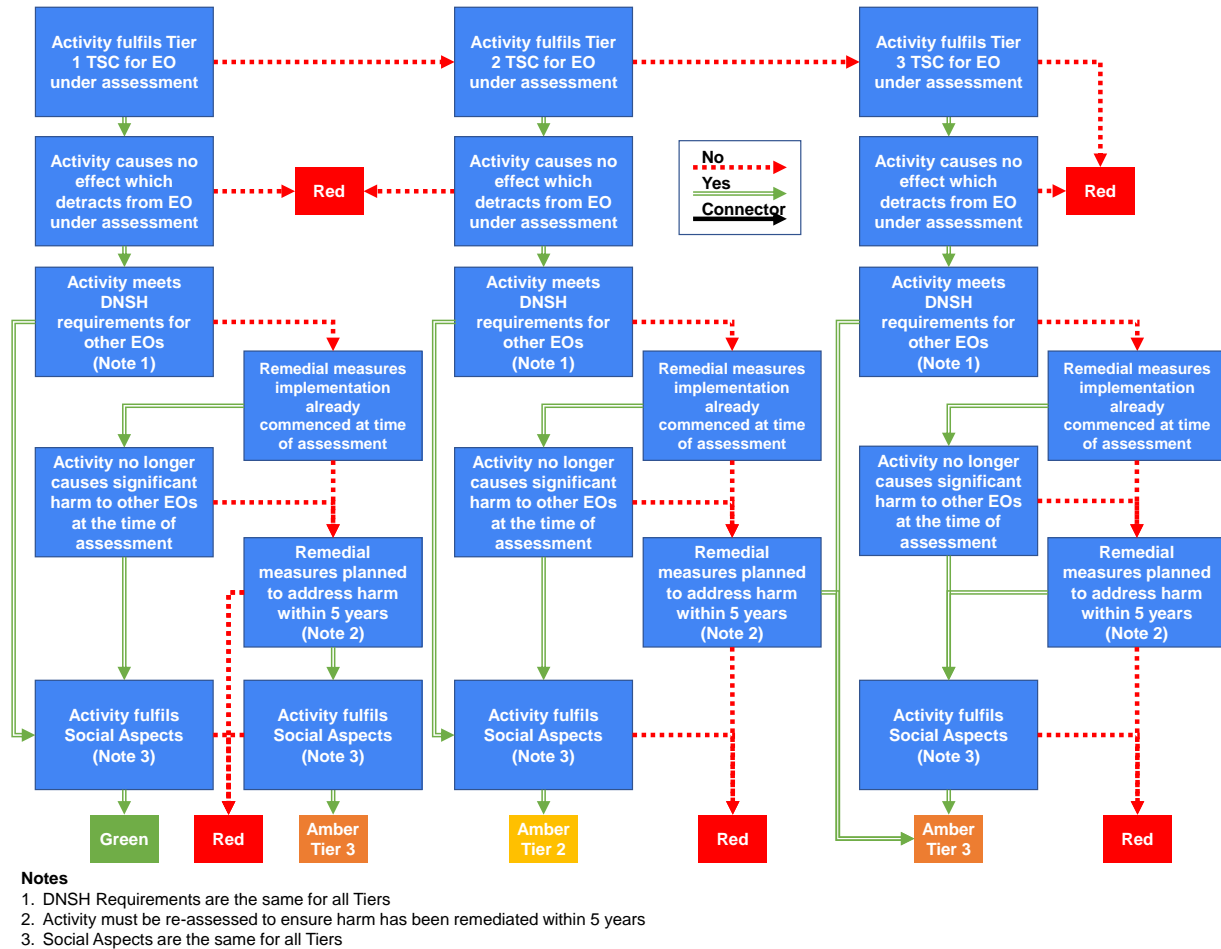 Activity fulfils Tier
1 TSC for EO
under assessment
Activity fulfils Tier
2 TSC for EO
under assessment
Activity fulfils Tier
3 TSC for EO
under assessment
Activity causes no
effect which
detracts from EO
under assessment
Red
Activity causes no
effect which
detracts from EO
under assessment
No
Yes
Connector
Activity causes no
effect which
detracts from EO
under assessment
Red
Activity meets
DNSH
requirements for
other EOs
(Note 1)
Activity meets
DNSH
requirements for
other EOs
(Note 1)
Activity meets
DNSH
requirements for
other EOs
(Note 1)
Remedial measures
implementation
already
commenced at time
of assessment
Remedial measures
implementation
already
commenced at time
of assessment
Remedial measures
implementation
already
commenced at time
of assessment
Activity no longer
causes significant
harm to other EOs
at the time of
assessment
Activity no longer
causes significant
harm to other EOs
at the time of
assessment
Activity no longer
causes significant
harm to other EOs
at the time of
assessment
Remedial
measures planned
to address harm
within 5 years
(Note 2)
Remedial
measures planned
to address harm
within 5 years
(Note 2)
Remedial
measures planned
to address harm
within 5 years
(Note 2)
Activity fulfils
Social Aspects
(Note 3)
Activity fulfils
Social Aspects
(Note 3)
Activity fulfils
Social Aspects
(Note 3)
Activity fulfils
Social Aspects
(Note 3)
Green
Red
Amber
Tier 3
Amber
Tier 2
Red
Amber
Tier 3
Red
Notes
1. DNSH Requirements are the same for all Tiers
2. Activity must be re-assessed to ensure harm has been remediated within 5 years
3. Social Aspects are the same for all Tiers